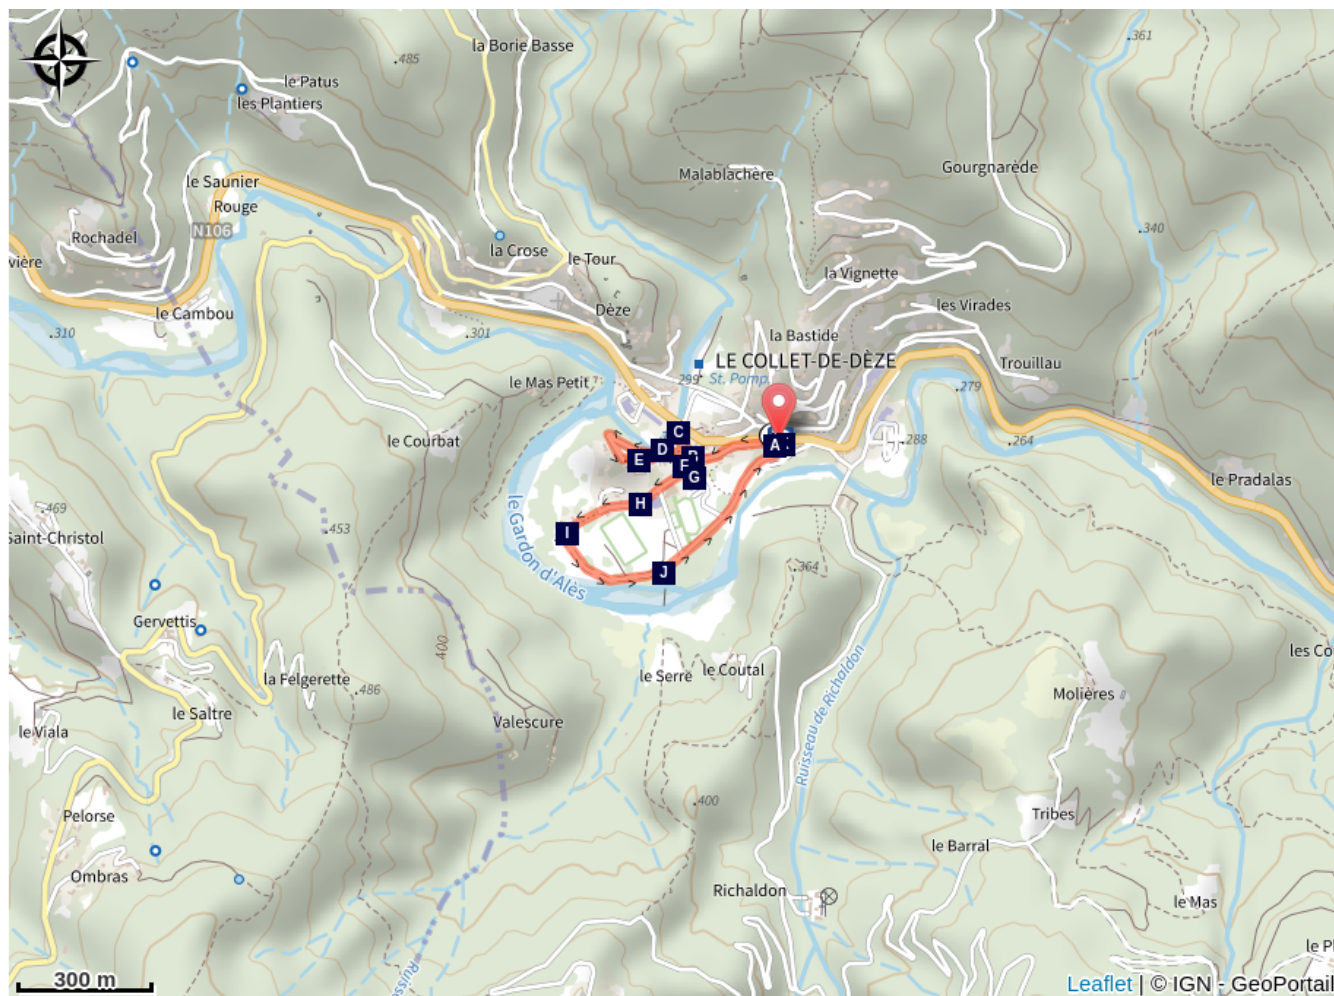 la Borie Basse
.361
.485
le Patus
les Plantiers
Malablachère
Gourgnarède
le Saunier
Rouge
N106
Rochadel
.340
la Crose
le Tour
vière
la Vignette
Dèze
les Virades
le Cambou
.310
.301
la Bastide
LE COLLET-DE-DÈZE
Trouillau
299
St. Pomp.
le Mas Petit
.279
C
A
le Courbat
D
.288
.264
E
F
G
le Pradalas
H
.469
.453
I
Saint-Christol
le Gardon d'Alès
J
.364
Gervettis
400
les Co
le Serre
le Coutal
la Felgerette
.486
Molières
le Saltre
Valescure
le Viala
Ruisseau de Richaldon
.400
Pelorse
Tribes
le Barral
Ombras
Richaldon
le Mas
le Pl
Ruiss
300 m
Leaflet | © IGN - GeoPortail